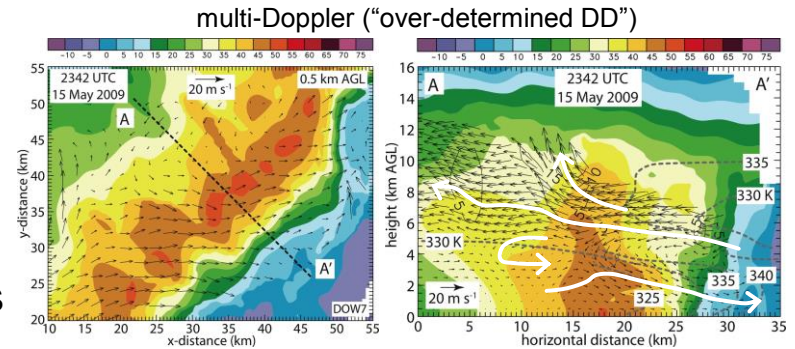 multi-Doppler (“over-determined DD”)
−10 −5 0 5 10 15 20 25 30 35 40 45 50 55 60 65 70 75
55
50
45
40
35
30
25
20
y-distance (km)
2342 UTC
15 May 2009
20 m s⁻¹
0.5 km AGL
A
A’
DOW7
10 15 20 25 30 35 40 45 50 55
x-distance (km)
s
−10 −5 0 5 10 15 20 25 30 35 40 45 50 55 60 65 70 75
16
14
12
10
8
6
4
2
0
height (km AGL)
A
2342 UTC
15 May 2009
A’
335
330 K
330 K
335
340
325
15
10
5
5
20 m s⁻¹
0 5 10 15 20 25 30 35
horizontal distance (km)